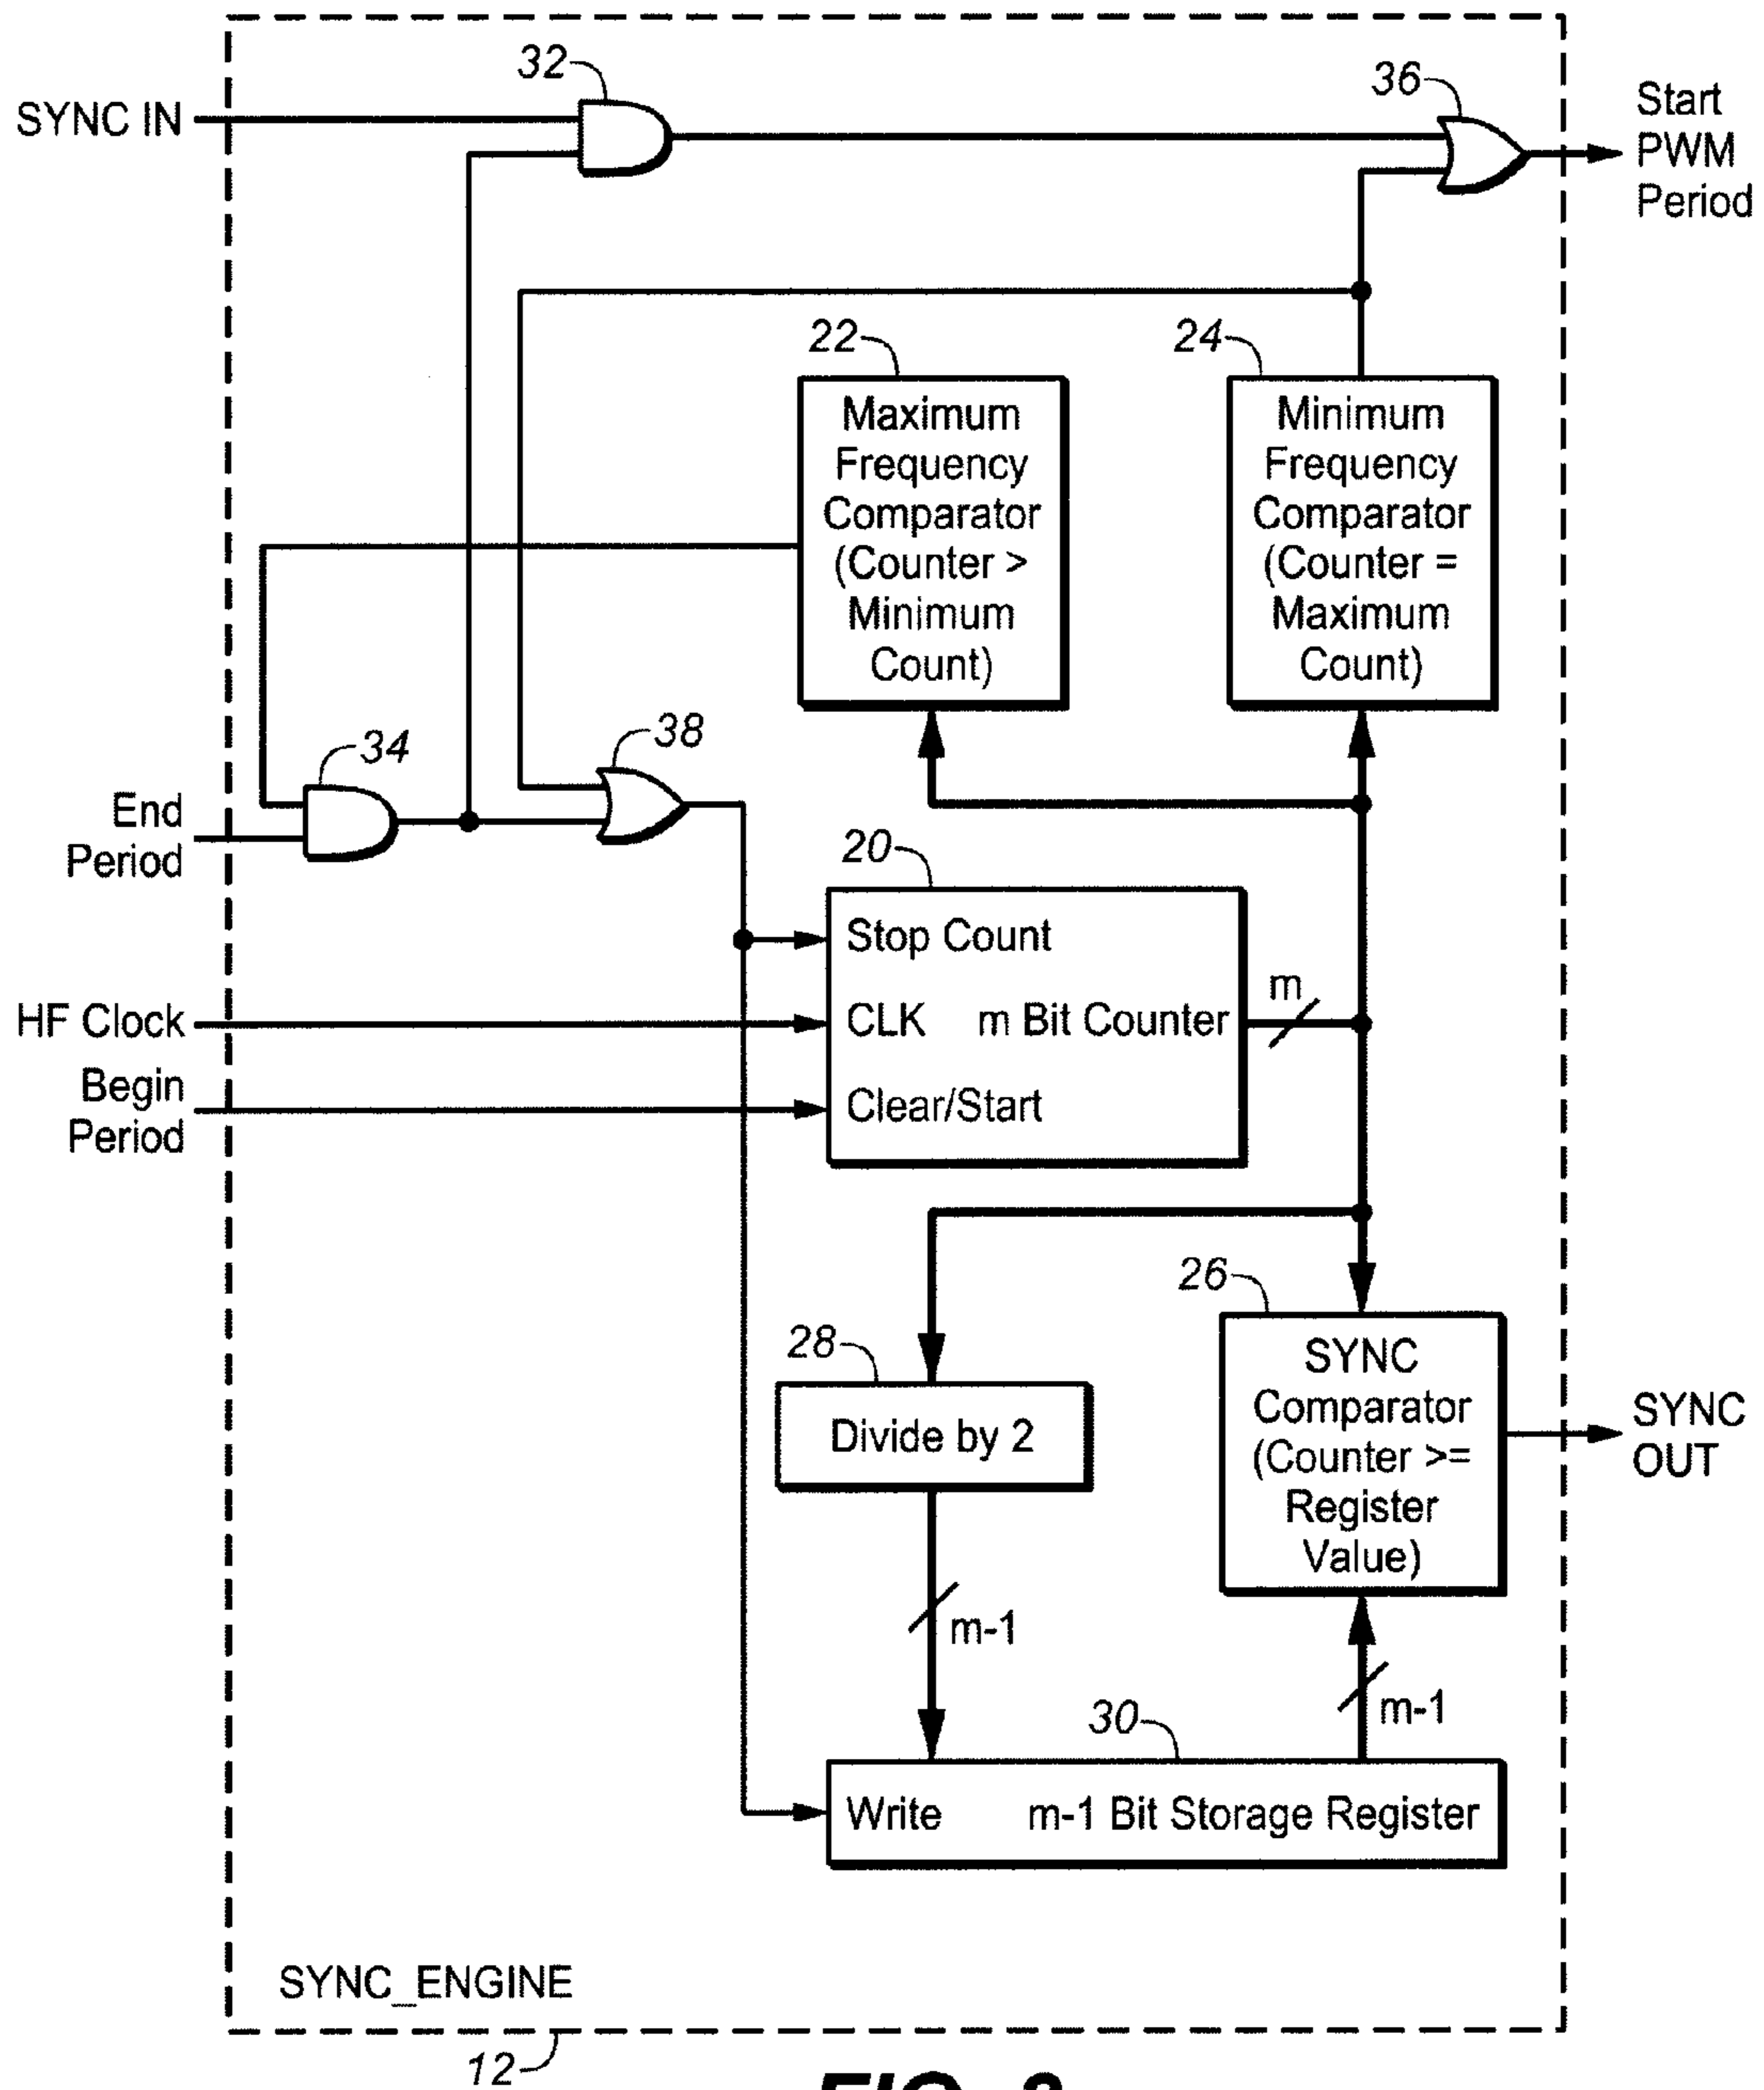 32
36
SYNC IN
Start
PWM
Period
22
24
Maximum
Frequency
Comparator
(Counter >
Minimum
Count)
Minimum
Frequency
Comparator
(Counter =
Maximum
Count)
34
38
End
Period
20
Stop Count
HF Clock
CLK
m Bit Counter
m
Begin
Period
Clear/Start
26
28
SYNC
Comparator
(Counter >=
Register
Value)
SYNC
OUT
Divide by 2
m-1
m-1
30
Write
m-1 Bit Storage Register
SYNC_ENGINE
12